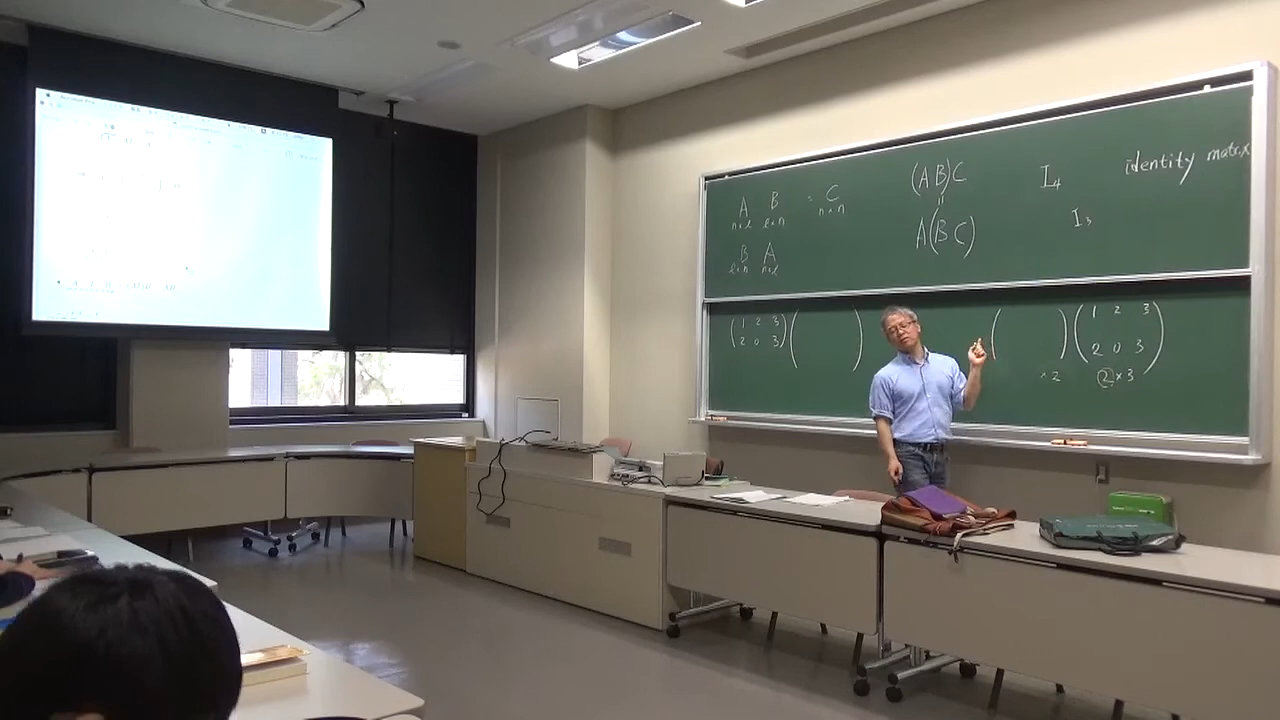 A B = C
n×l l×n n×n
B A
l×n n×l
(AB)C
=
A(BC)
I4
I3
identity matrix
(1 2 3
2 0 3)( )
( )(1 2 3
2 0 3)
×2 2×3